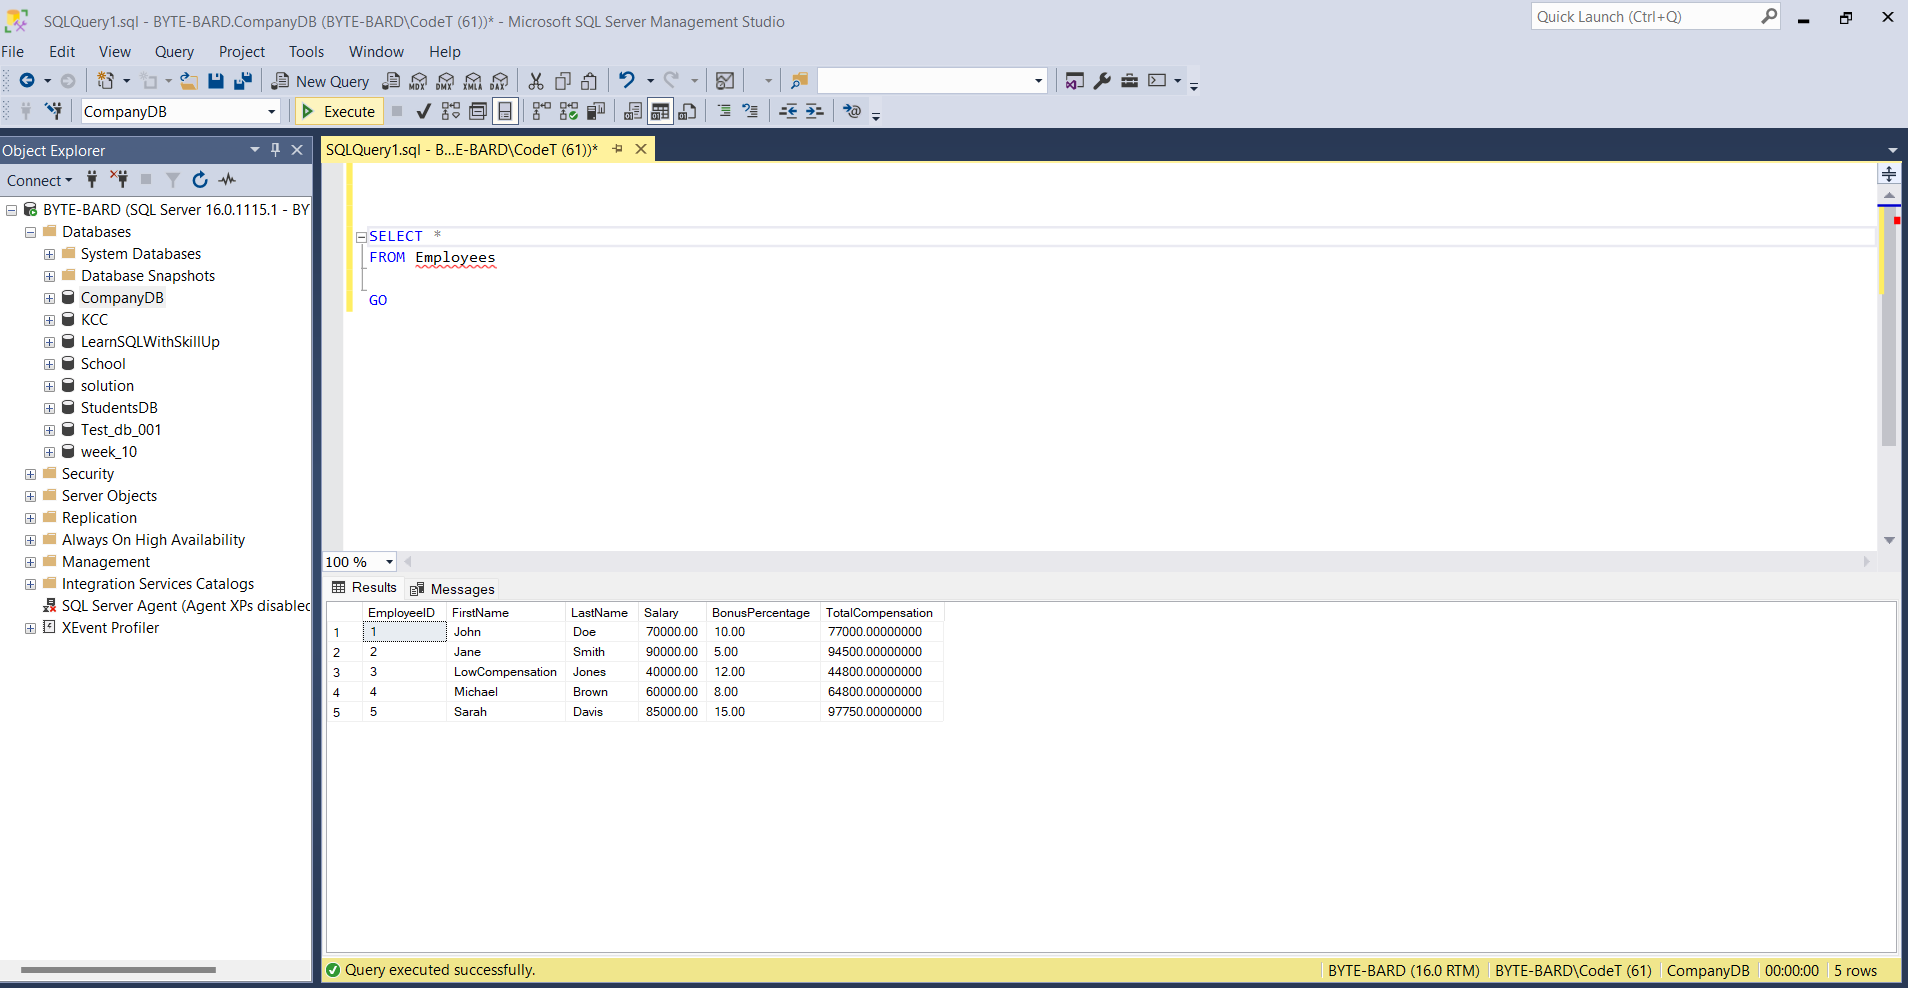 SQLQuery1.sql - BYTE-BARD.CompanyDB (BYTE-BARD\CodeT (61))* - Microsoft SQL Server Management Studio
Quick Launch (Ctrl+Q)
File Edit View Query Project Tools Window Help
New Query MDX DMX XMLA DAX
CompanyDB Execute
Object Explorer
SQLQuery1.sql - B...E-BARD\CodeT (61))*
Connect
BYTE-BARD (SQL Server 16.0.1115.1 - BY
Databases
System Databases
Database Snapshots
CompanyDB
KCC
LearnSQLWithSkillUp
School
solution
StudentsDB
Test_db_001
week_10
Security
Server Objects
Replication
Always On High Availability
Management
Integration Services Catalogs
SQL Server Agent (Agent XPs disabled
XEvent Profiler
SELECT *
FROM Employees
GO
100 %
Results Messages
EmployeeID FirstName LastName Salary BonusPercentage TotalCompensation
1 1 John Doe 70000.00 10.00 77000.00000000
2 2 Jane Smith 90000.00 5.00 94500.00000000
3 3 LowCompensation Jones 40000.00 12.00 44800.00000000
4 4 Michael Brown 60000.00 8.00 64800.00000000
5 5 Sarah Davis 85000.00 15.00 97750.00000000
Query executed successfully.
BYTE-BARD (16.0 RTM) BYTE-BARD\CodeT (61) CompanyDB 00:00:00 5 rows